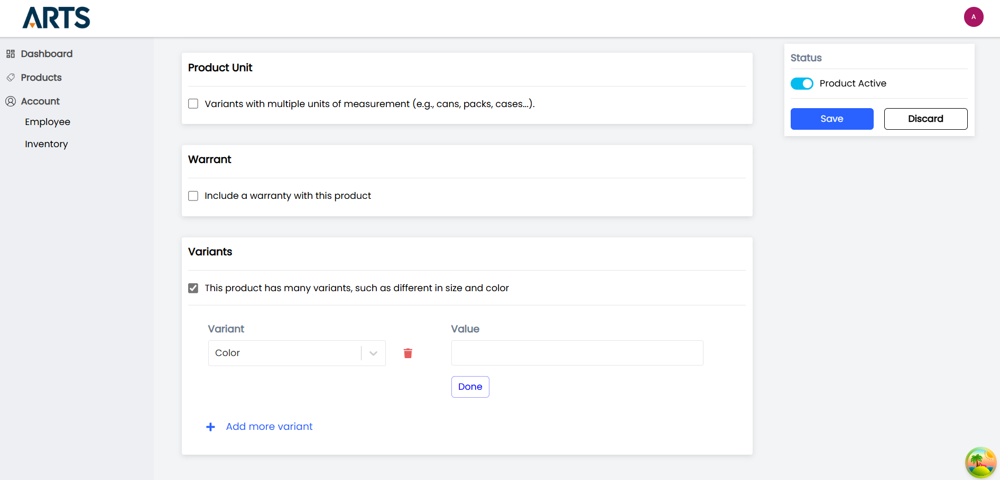 ARTS
A
Dashboard
Products
Account
Employee
Inventory
Product Unit
Variants with multiple units of measurement (e.g., cans, packs, cases...).
Warrant
Include a warranty with this product
Variants
This product has many variants, such as different in size and color
Variant
Value
Color
Done
Add more variant
Status
Product Active
Save
Discard